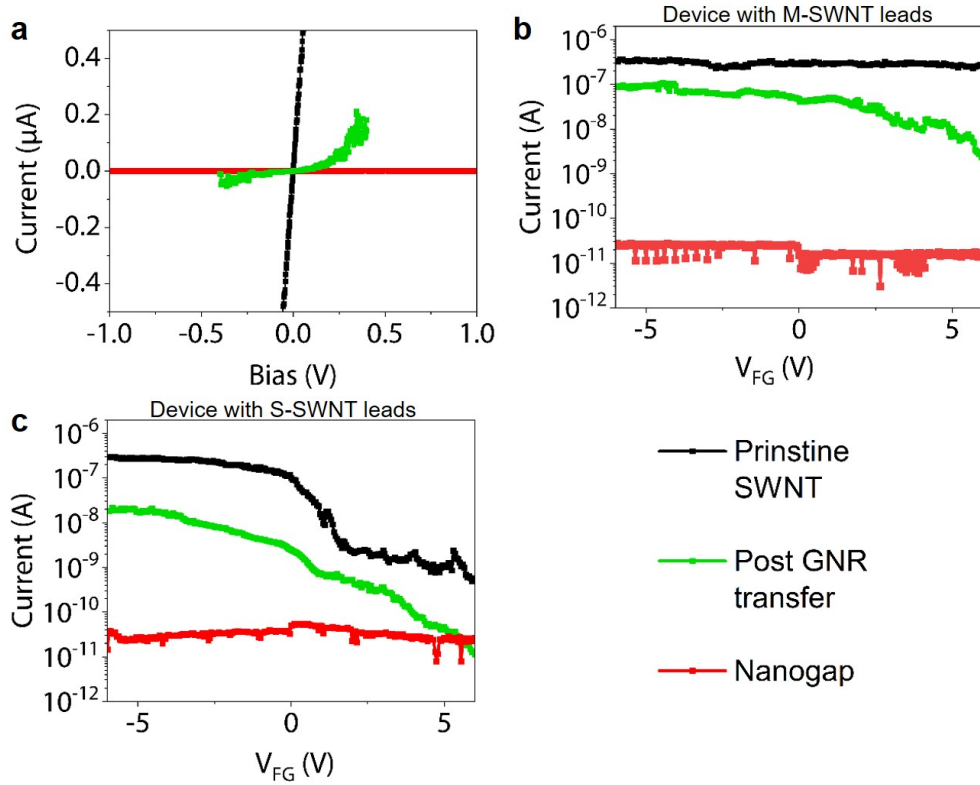 a
0.4
0.2
0.0
-0.2
-0.4
Current (µA)
-1.0 -0.5 0.0 0.5 1.0
Bias (V)
b
Device with M-SWNT leads
10-6
10-7
10-8
10-9
10-10
10-11
10-12
Current (A)
-5 0 5
VFG (V)
c
Device with S-SWNT leads
10-6
10-7
10-8
10-9
10-10
10-11
10-12
Current (A)
-5 0 5
VFG (V)
Prinstine
SWNT
Post GNR
transfer
Nanogap